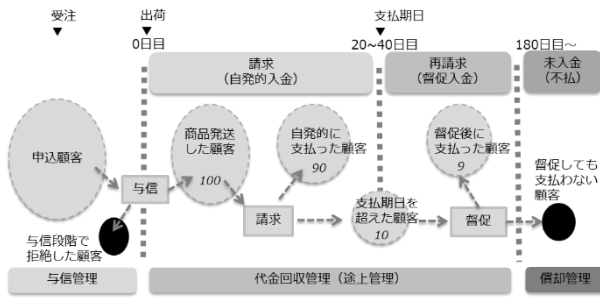 受注
出荷
支払期日
0日目
20~40日目
180日目～
請求
（自発的入金）
再請求
（督促入金）
未入金
（不払）
申込顧客
与信
商品発送
した顧客
100
自発的に
支払った顧客
90
督促後に
支払った顧客
9
督促しても
支払わない
顧客
請求
支払期日を
超えた顧客
10
督促
与信段階で
拒絶した顧客
与信管理
代金回収管理（途上管理）
償却管理